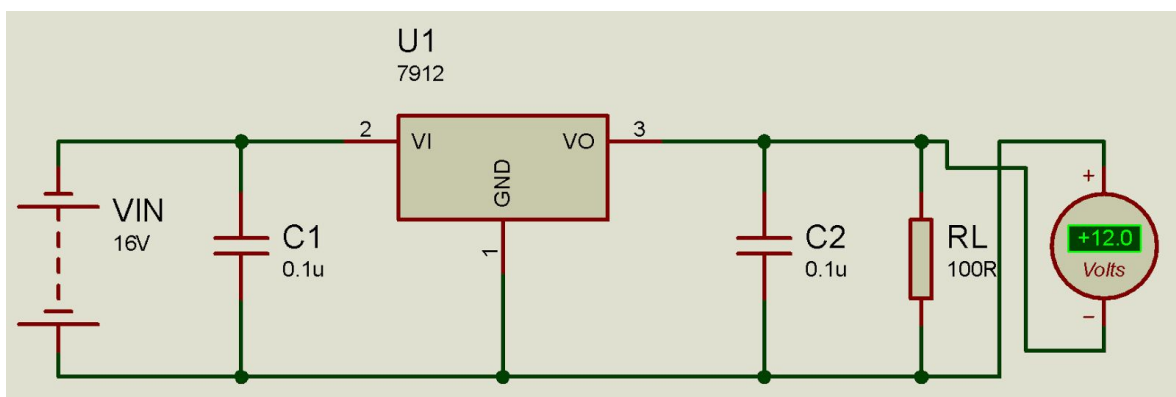 U1
7912
2
VI
VO
3
GND
1
VIN
16V
C1
0.1u
C2
0.1u
RL
100R
+
+12.0
Volts
−